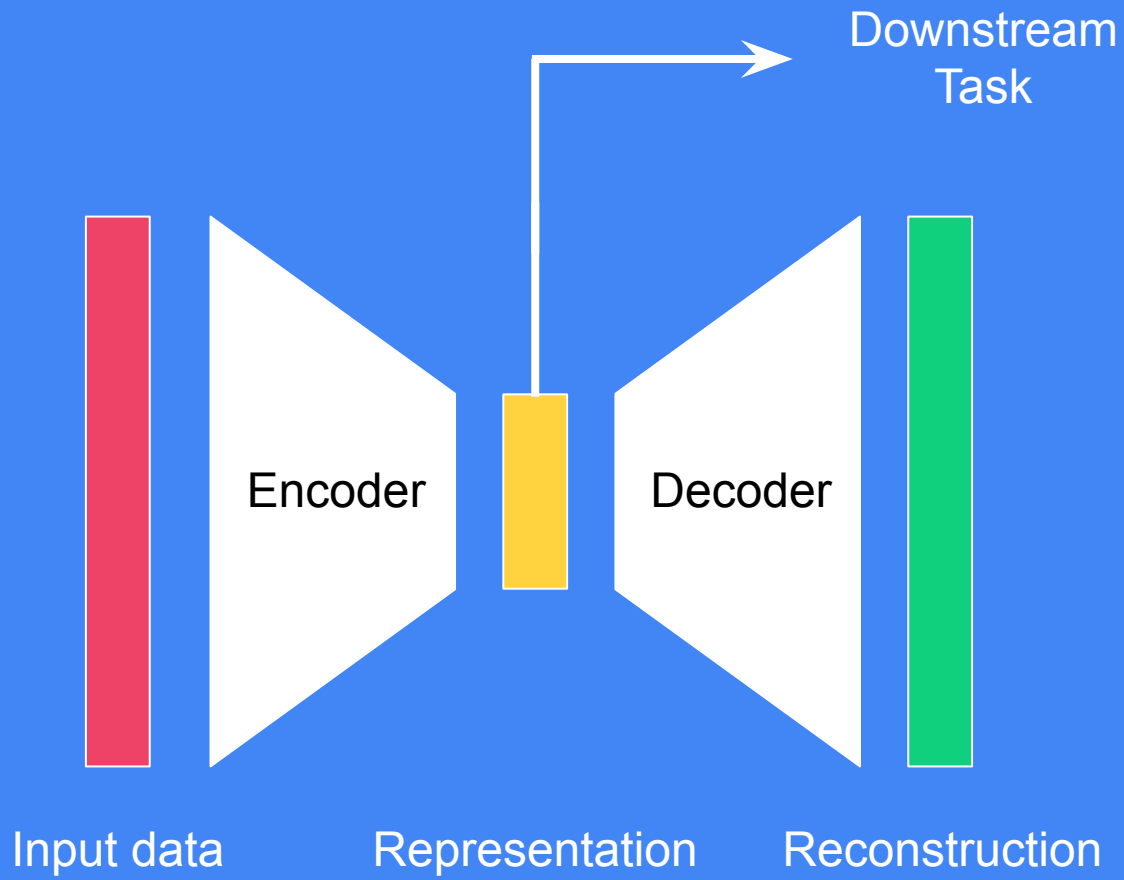 Downstream
Task
Encoder
Decoder
Input data
Representation
Reconstruction